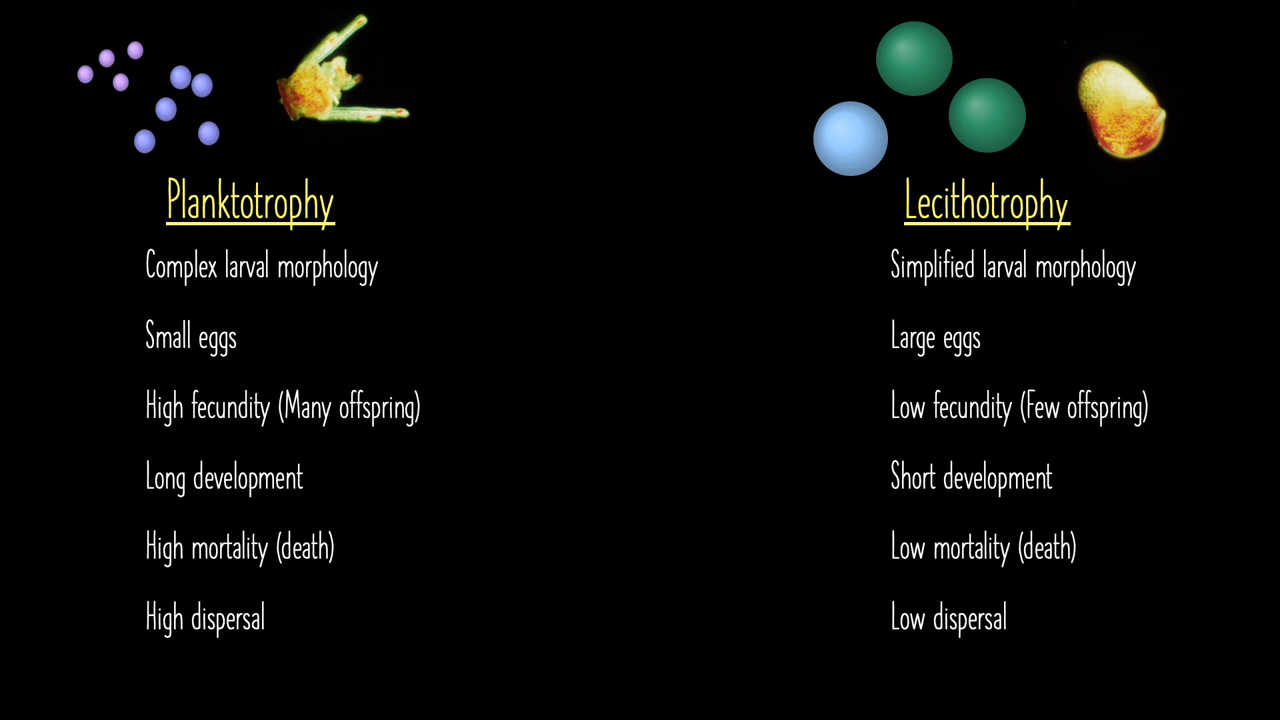 Planktotrophy
Complex larval morphology
Small eggs
High fecundity (Many offspring)
Long development
High mortality (death)
High dispersal
Lecithotrophy
Simplified larval morphology
Large eggs
Low fecundity (Few offspring)
Short development
Low mortality (death)
Low dispersal